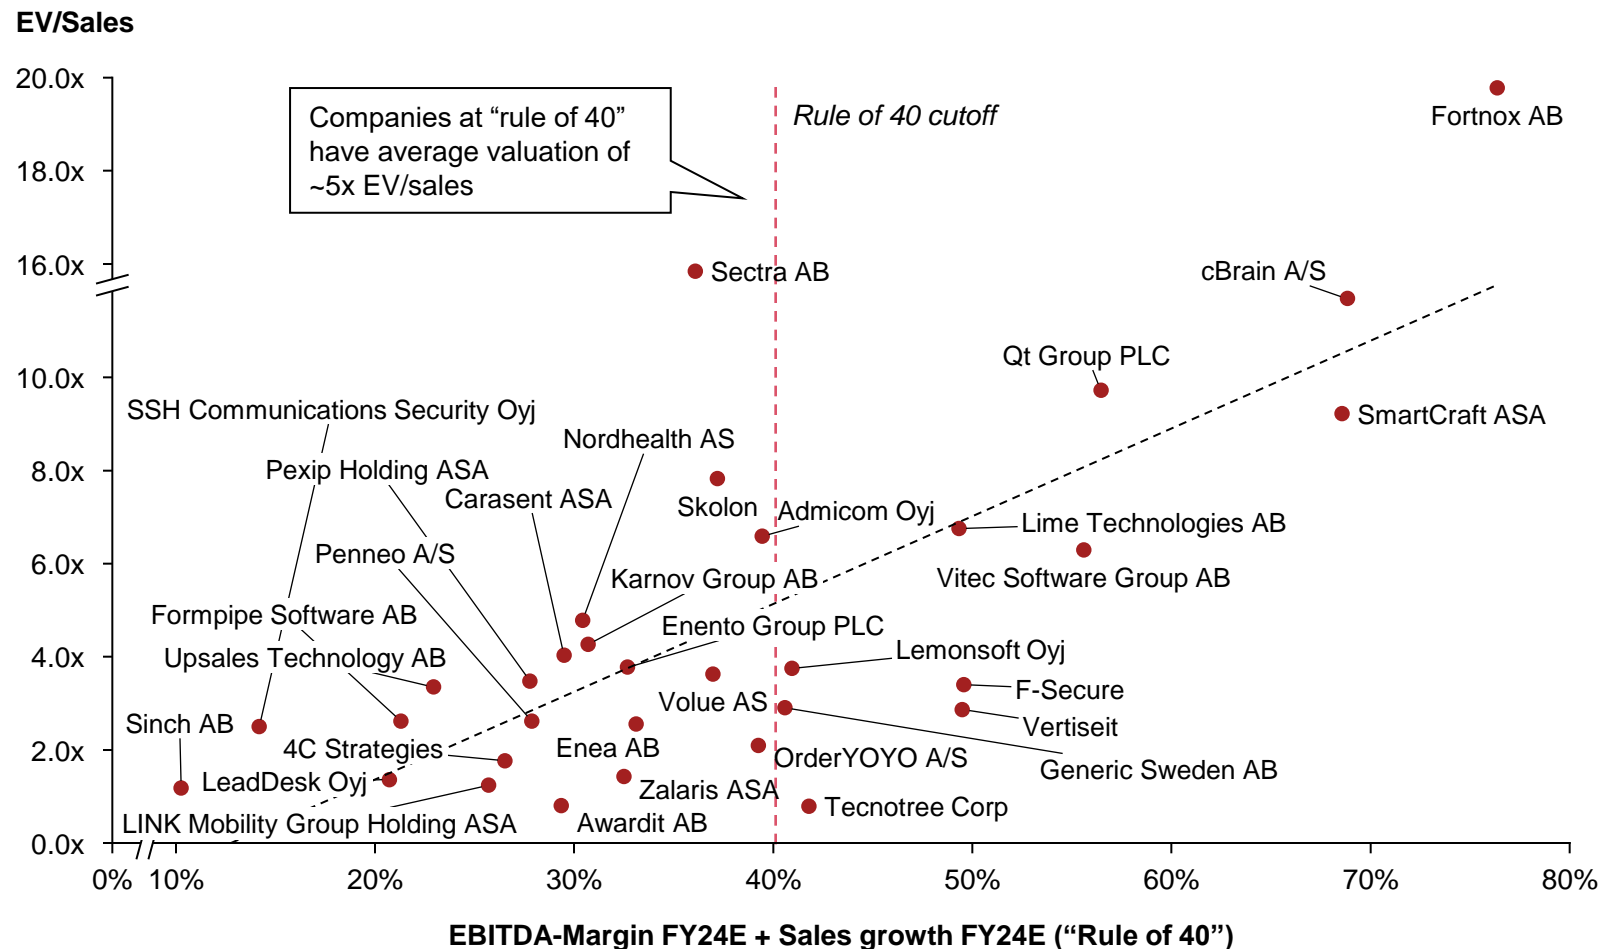 EV/Sales
20.0x
18.0x
16.0x
10.0x
8.0x
6.0x
4.0x
2.0x
0.0x
Companies at “rule of 40”
have average valuation of
~5x EV/sales
Rule of 40 cutoff
Fortnox AB
Sectra AB
cBrain A/S
Qt Group PLC
SSH Communications Security Oyj
SmartCraft ASA
Nordhealth AS
Pexip Holding ASA
Carasent ASA
Skolon
Admicom Oyj
Lime Technologies AB
Penneo A/S
Karnov Group AB
Vitec Software Group AB
Formpipe Software AB
Enento Group PLC
Upsales Technology AB
Lemonsoft Oyj
Volue AS
F-Secure
Sinch AB
Vertiseit
4C Strategies
Enea AB
OrderYOYO A/S
Generic Sweden AB
LeadDesk Oyj
Zalaris ASA
Tecnotree Corp
LINK Mobility Group Holding ASA
Awardit AB
0%
10%
20%
30%
40%
50%
60%
70%
80%
EBITDA-Margin FY24E + Sales growth FY24E (“Rule of 40”)